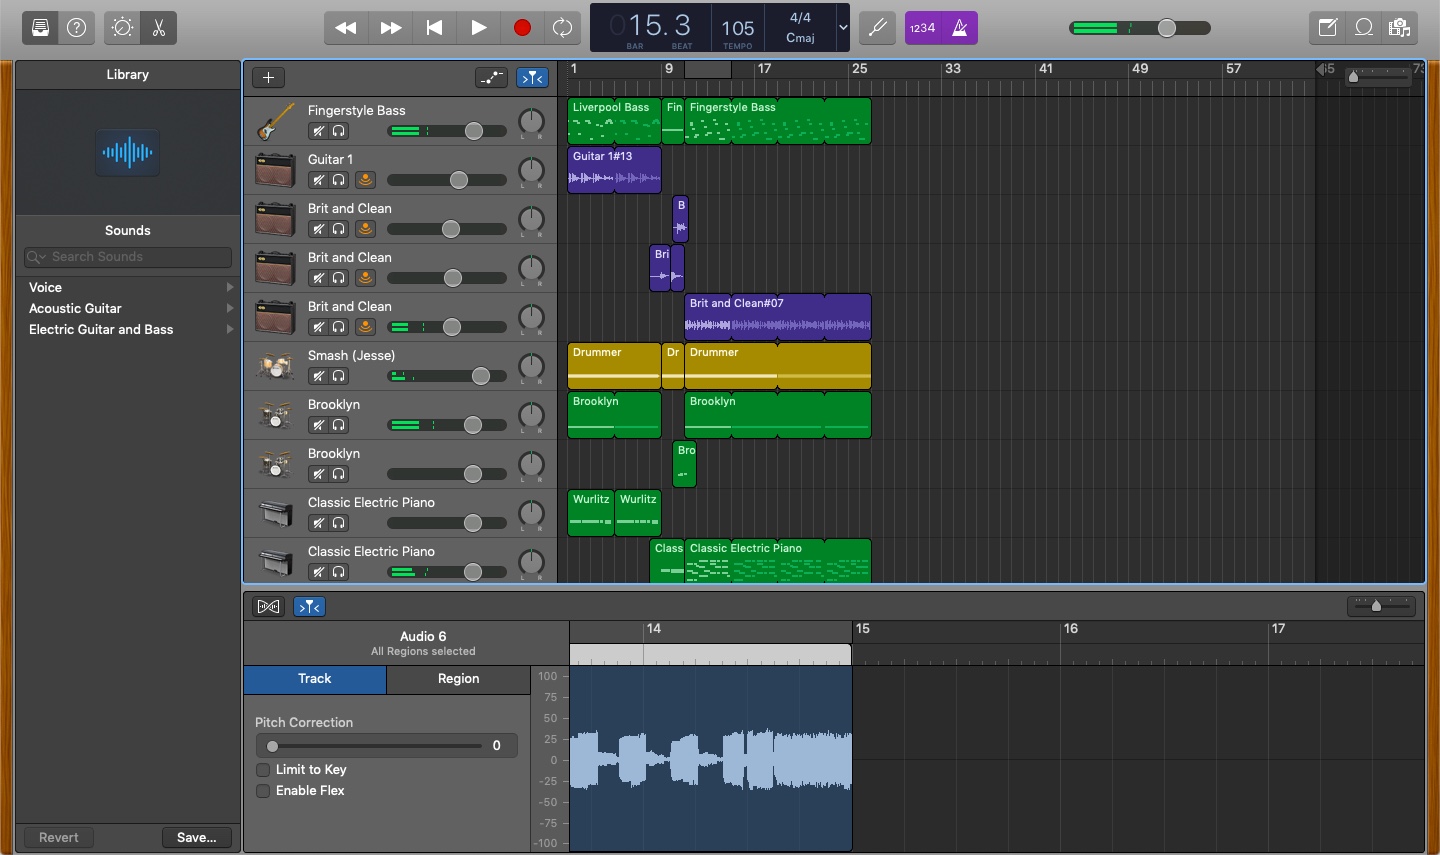 15.3
BAR BEAT
105
TEMPO
4/4
Cmaj
1234
Library
Sounds
Search Sounds
Voice
Acoustic Guitar
Electric Guitar and Bass
Revert
Save...
1 9 17 25 33 41 49 57
Fingerstyle Bass
L R
Liverpool Bass
Fin
Fingerstyle Bass
Guitar 1
L R
Guitar 1#13
Brit and Clean
L R
B
Brit and Clean
L R
Bri
Brit and Clean
L R
Brit and Clean#07
Smash (Jesse)
L R
Drummer
Dr
Drummer
Brooklyn
L R
Brooklyn
Brooklyn
Brooklyn
L R
Bro
Classic Electric Piano
L R
Wurlitz
Wurlitz
Classic Electric Piano
L R
Class
Classic Electric Piano
Audio 6
All Regions selected
14 15 16 17
Track
Region
Pitch Correction
0
Limit to Key
Enable Flex
100
75
50
25
0
-25
-50
-75
-100